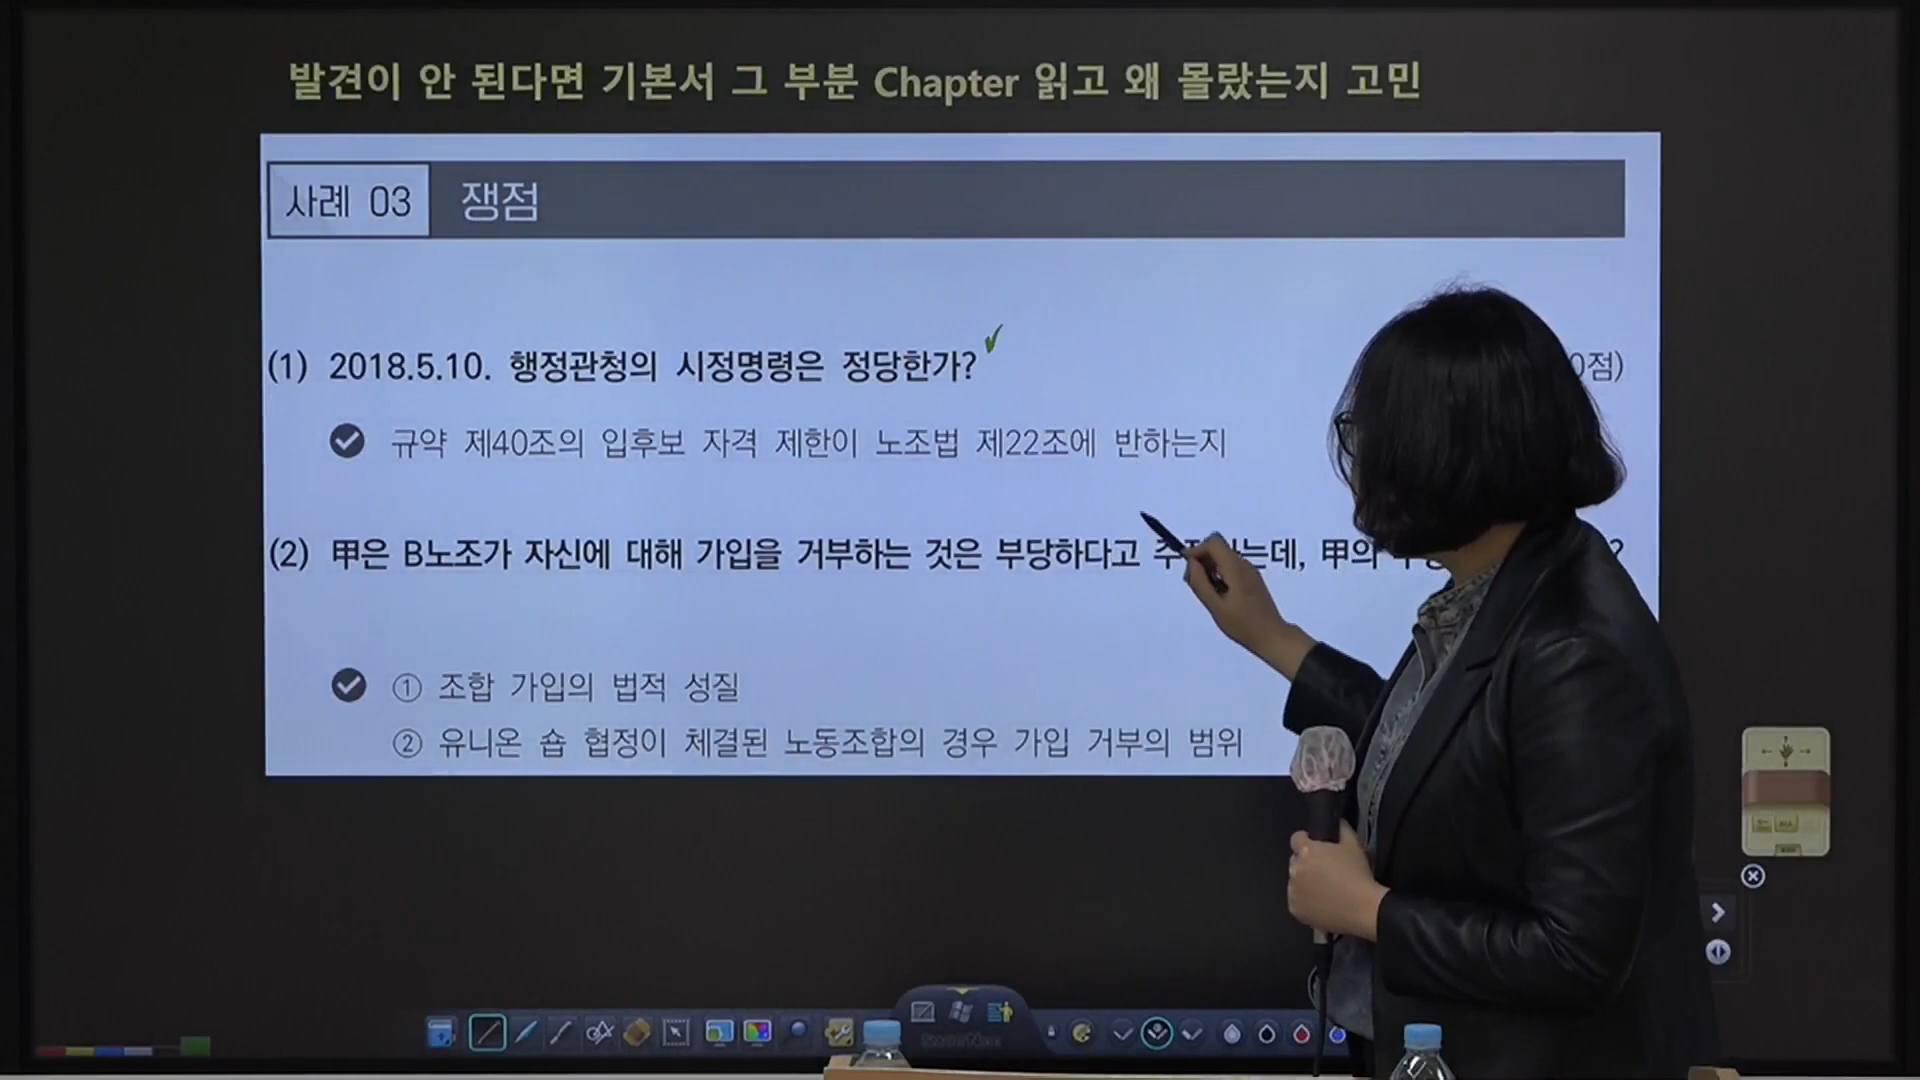 발견이 안 된다면 기본서 그 부분 Chapter 읽고 왜 몰랐는지 고민
사례 03 쟁점
(1) 2018.5.10. 행정관청의 시정명령은 정당한가? 0점)
규약 제40조의 입후보 자격 제한이 노조법 제22조에 반하는지
(2) 甲은 B노조가 자신에 대해 가입을 거부하는 것은 부당하다고 는데, 甲의 ?
① 조합 가입의 법적 성질
② 유니온 숍 협정이 체결된 노동조합의 경우 가입 거부의 범위